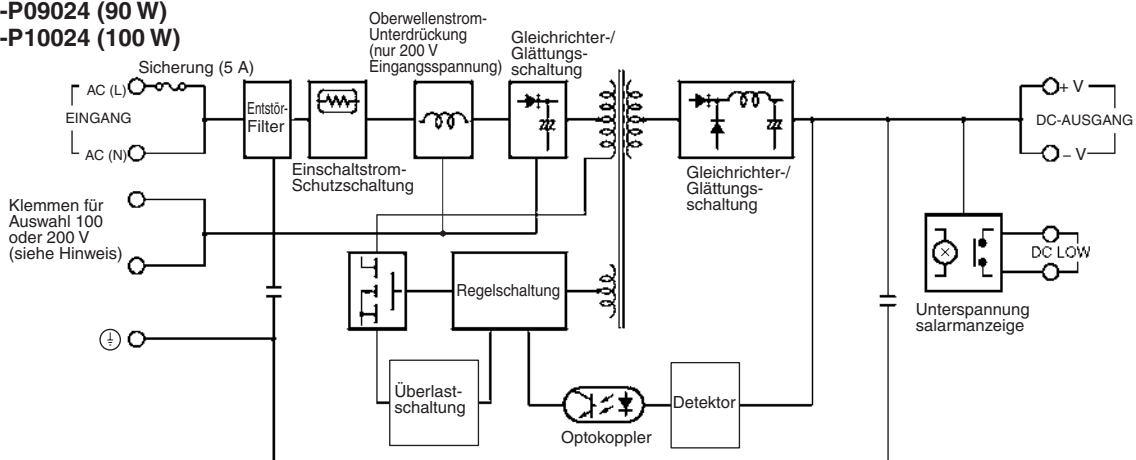 -P09024 (90 W)
-P10024 (100 W)
Oberwellenstrom-
Unterdrückung
(nur 200 V
Eingangsspannung)
Gleichrichter-/
Glättungs-
schaltung
Sicherung (5 A)
AC (L)
EINGANG
AC (N)
Entstör-
Filter
Einschaltstrom-
Schutzschaltung
Gleichrichter-/
Glättungs-
schaltung
+ V
DC-AUSGANG
– V
Klemmen für
Auswahl 100
oder 200 V
(siehe Hinweis)
Regelschaltung
DC LOW
Unterspannung
salarmanzeige
Überlast-
schaltung
Optokoppler
Detektor